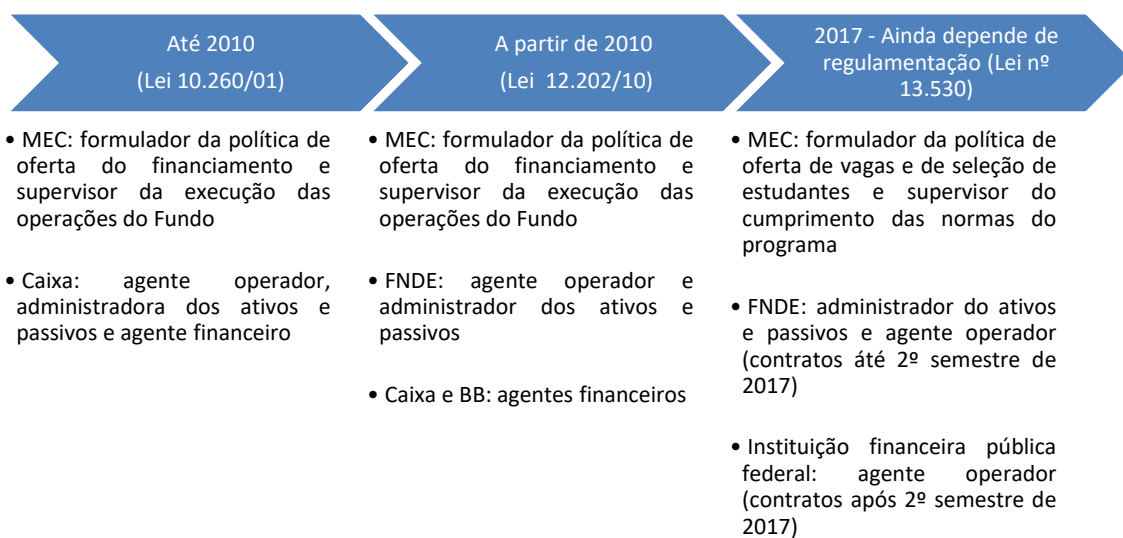 Até 2010
(Lei 10.260/01)
A partir de 2010
(Lei 12.202/10)
2017 - Ainda depende de
regulamentação (Lei nº
13.530)
• MEC: formulador da política de
oferta do financiamento e
supervisor da execução das
operações do Fundo
• Caixa: agente operador,
administradora dos ativos e
passivos e agente financeiro
• MEC: formulador da política de
oferta do financiamento e
supervisor da execução das
operações do Fundo
• FNDE: agente operador e
administrador dos ativos e
passivos
• Caixa e BB: agentes financeiros
• MEC: formulador da política de
oferta de vagas e de seleção de
estudantes e supervisor do
cumprimento das normas do
programa
• FNDE: administrador do ativos
e passivos e agente operador
(contratos áté 2º semestre de
2017)
• Instituição financeira pública
federal: agente operador
(contratos após 2º semestre de
2017)